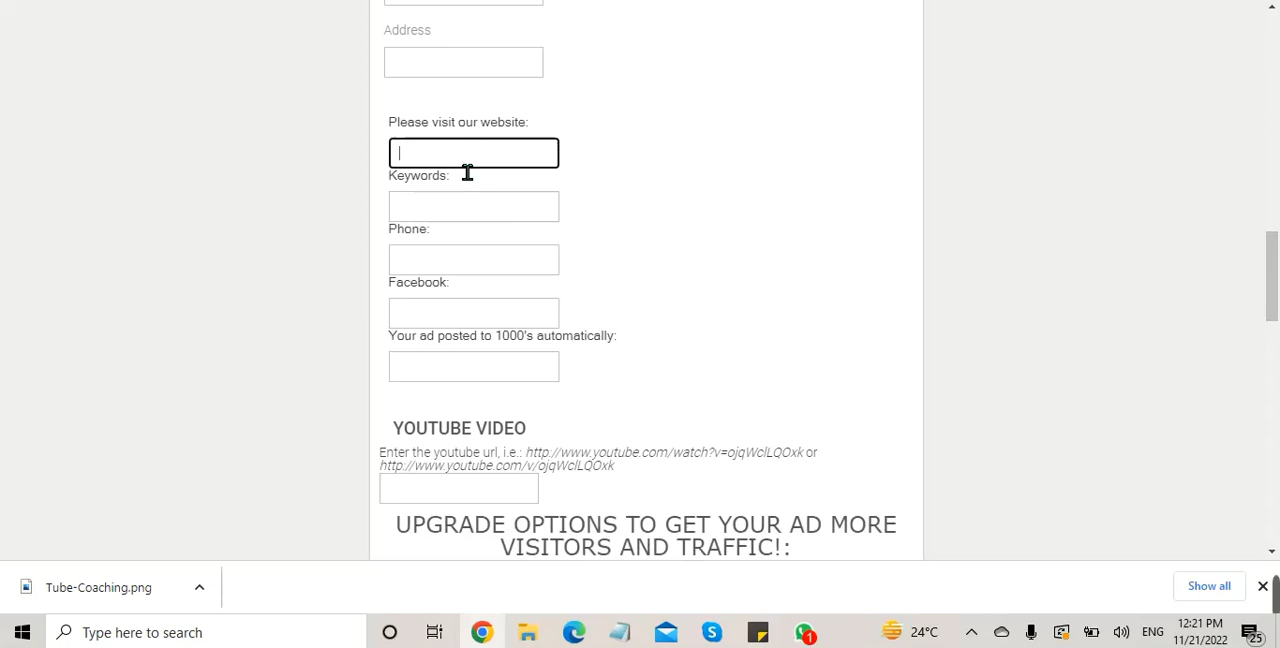 Address
Please visit our website:
Keywords:
Phone:
Facebook:
Your ad posted to 1000's automatically:
YOUTUBE VIDEO
Enter the youtube url, i.e.: http://www.youtube.com/watch?v=ojqWclLQOxk or
http://www.youtube.com/v/ojqWclLQOxk
UPGRADE OPTIONS TO GET YOUR AD MORE
VISITORS AND TRAFFIC!:
Tube-Coaching.png
Show all
Type here to search
1
24°C
ENG
12:21 PM
11/21/2022
25